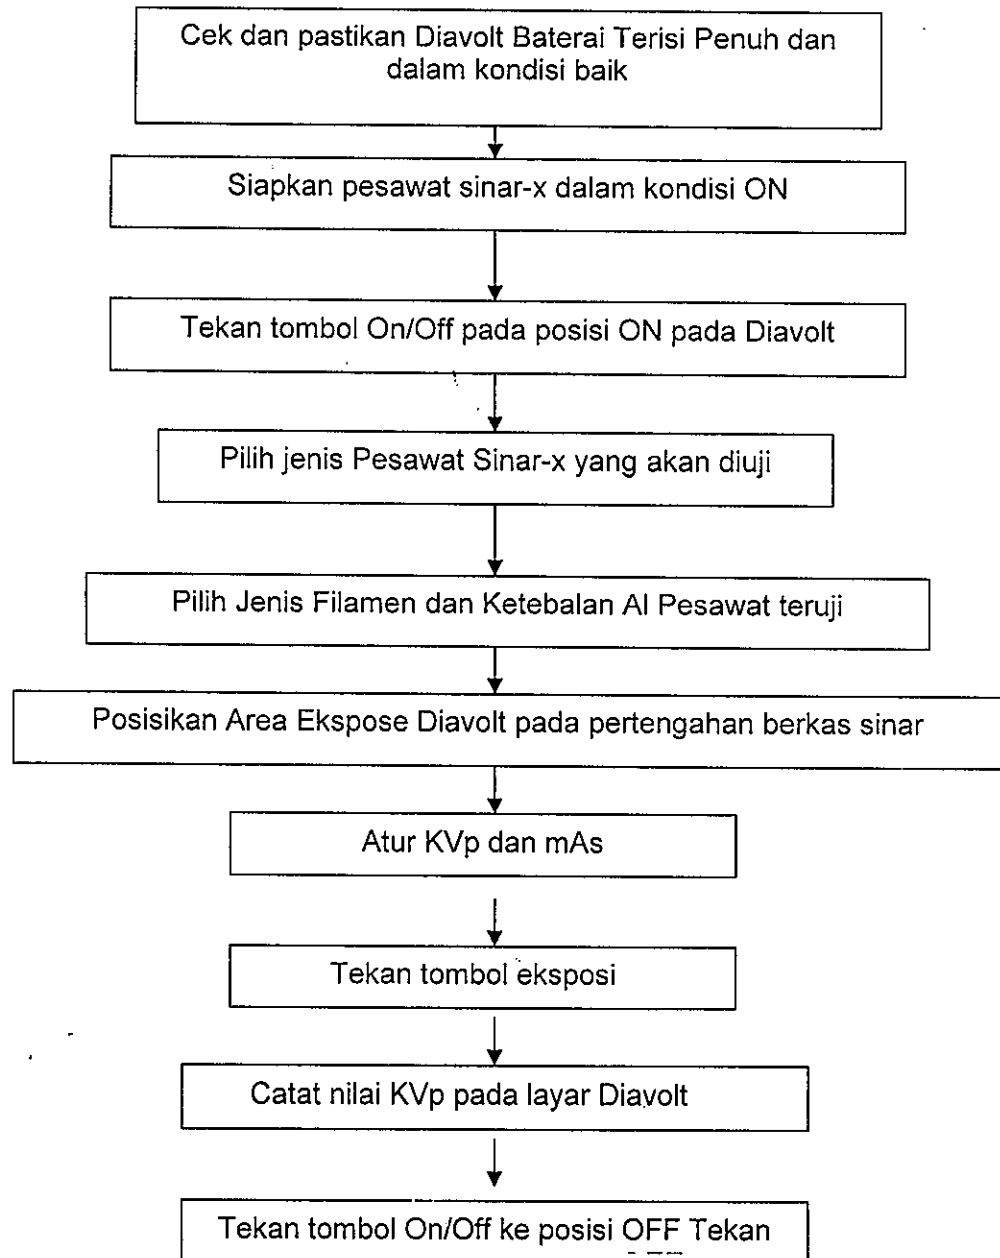 Cek dan pastikan Diavolt Baterai Terisi Penuh dan
dalam kondisi baik
Siapkan pesawat sinar-x dalam kondisi ON
Tekan tombol On/Off pada posisi ON pada Diavolt
Pilih jenis Pesawat Sinar-x yang akan diuji
Pilih Jenis Filamen dan Ketebalan Al Pesawat teruji
Posisikan Area Ekspose Diavolt pada pertengahan berkas sinar
Atur KVp dan mAs
Tekan tombol eksposi
Catat nilai KVp pada layar Diavolt
Tekan tombol On/Off ke posisi OFF Tekan